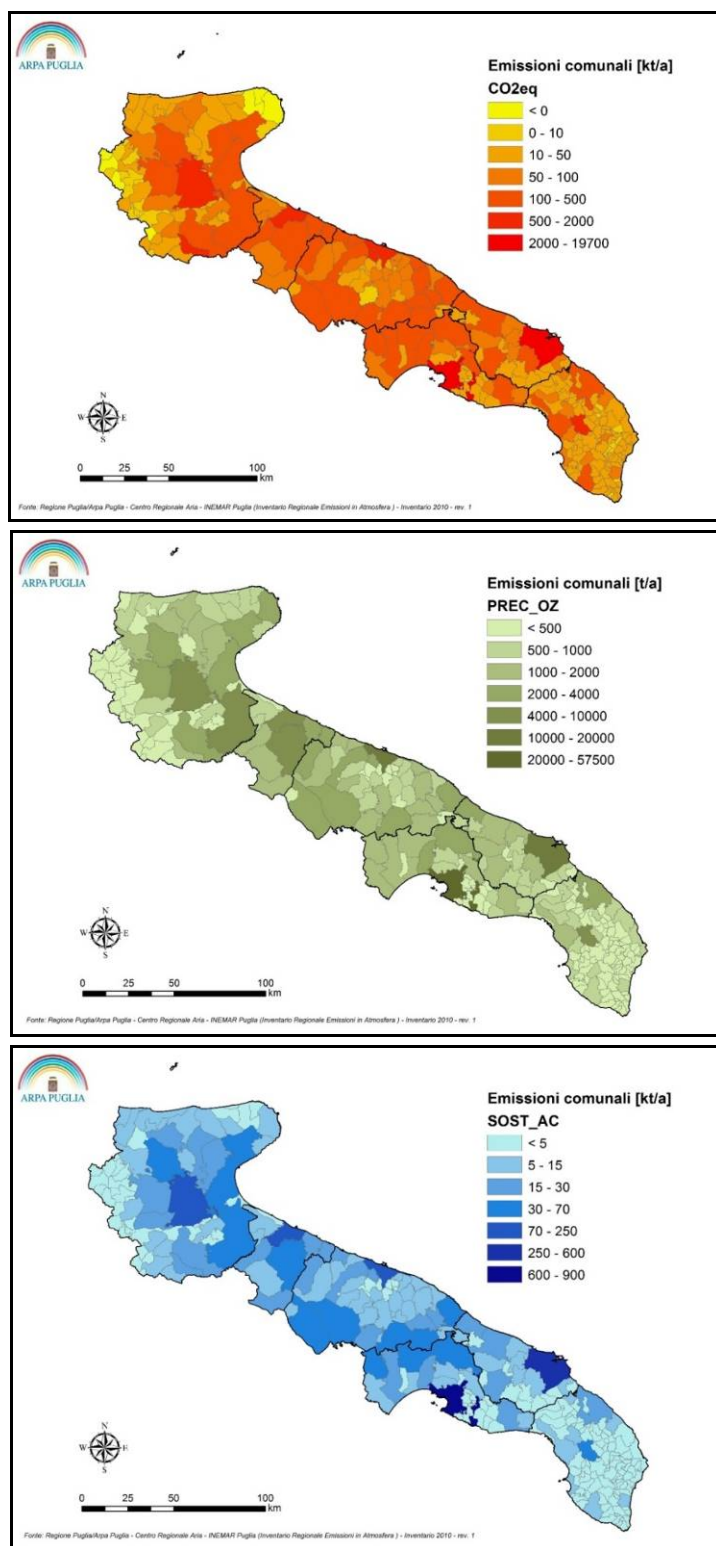 ARPA PUGLIA
Emissioni comunali [kt/a]
CO2eq
< 0
0 - 10
10 - 50
50 - 100
100 - 500
500 - 2000
2000 - 19700
N
W E
S
0 25 50 100
km
Fonte: Regione Puglia/Arpa Puglia - Centro Regionale Aria - INEMAR Puglia (Inventario Regionale Emissioni in Atmosfera ) - Inventario 2010 - rev. 1
ARPA PUGLIA
Emissioni comunali [t/a]
PREC_OZ
< 500
500 - 1000
1000 - 2000
2000 - 4000
4000 - 10000
10000 - 20000
20000 - 57500
N
W E
S
0 25 50 100
km
Fonte: Regione Puglia/Arpa Puglia - Centro Regionale Aria - INEMAR Puglia (Inventario Regionale Emissioni in Atmosfera ) - Inventario 2010 - rev. 1
ARPA PUGLIA
Emissioni comunali [kt/a]
SOST_AC
< 5
5 - 15
15 - 30
30 - 70
70 - 250
250 - 600
600 - 900
N
W E
S
0 25 50 100
km
Fonte: Regione Puglia/Arpa Puglia - Centro Regionale Aria - INEMAR Puglia (Inventario Regionale Emissioni in Atmosfera ) - Inventario 2010 - rev. 1